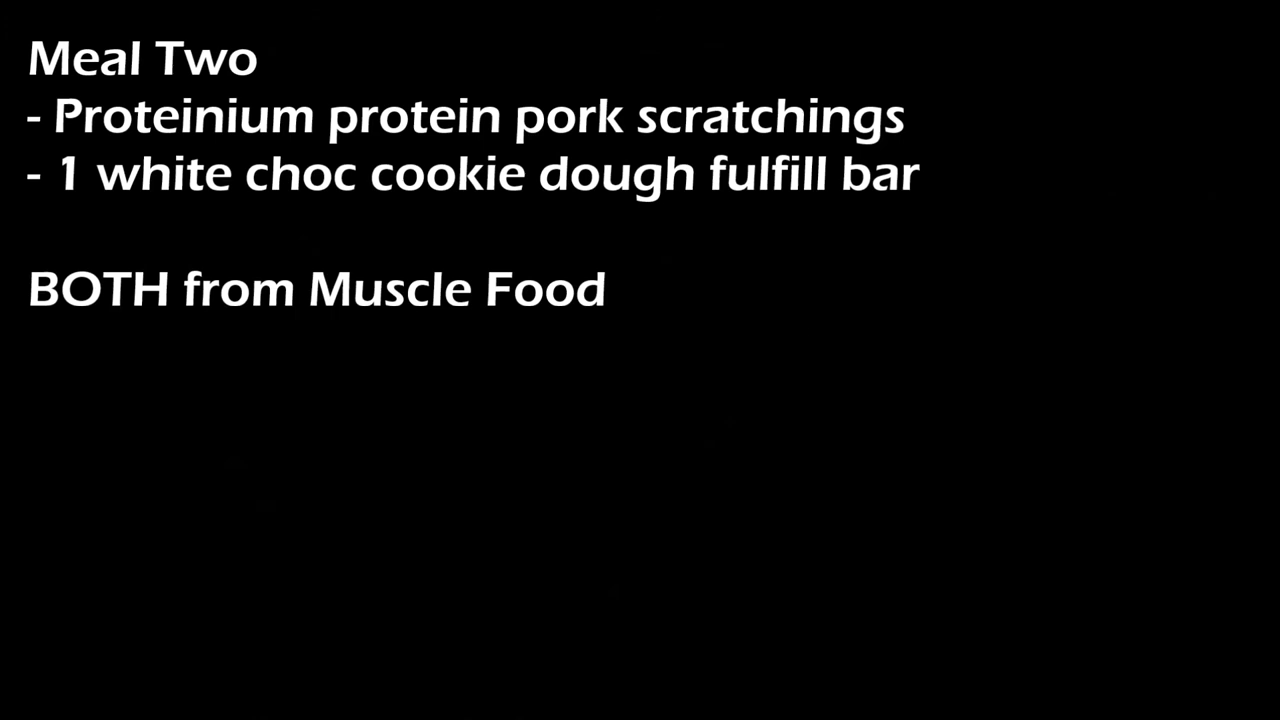 Meal Two
- Proteinium protein pork scratchings
- 1 white choc cookie dough fulfill bar
BOTH from Muscle Food